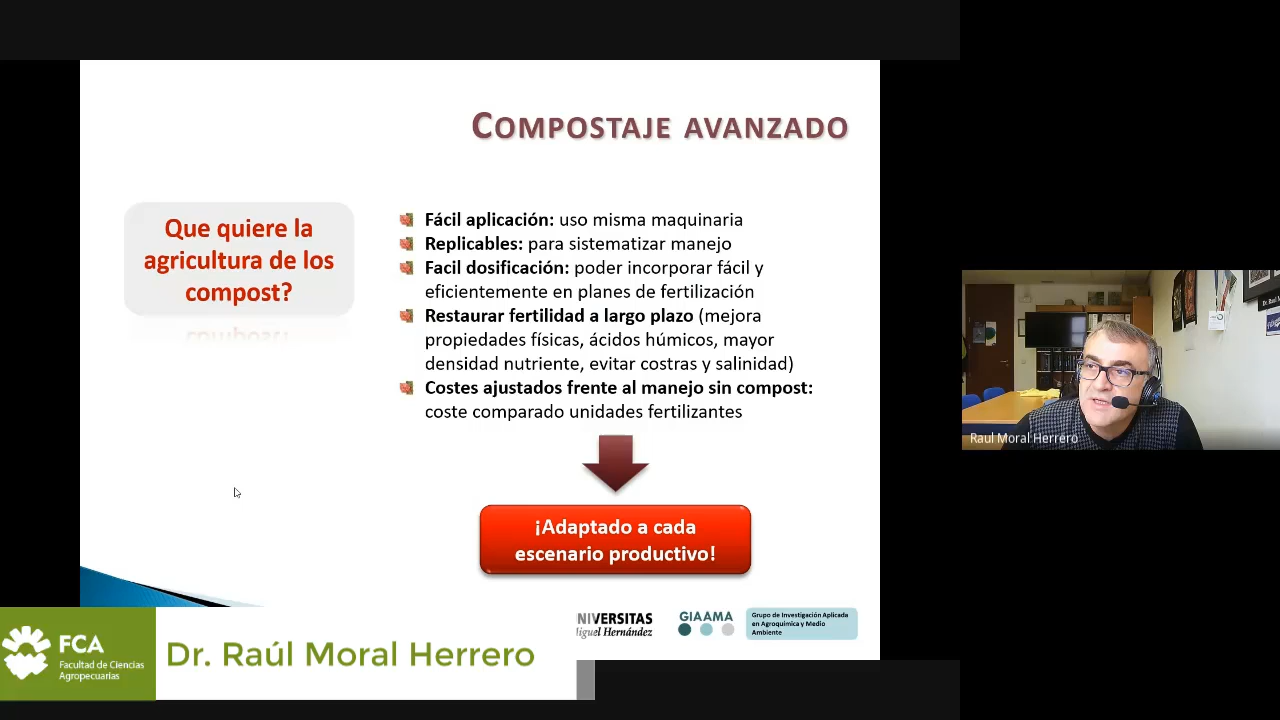 COMPOSTAJE AVANZADO
Que quiere la
agricultura de los
compost?
Fácil aplicación: uso misma maquinaria
Replicables: para sistematizar manejo
Facil dosificación: poder incorporar fácil y
eficientemente en planes de fertilización
Restaurar fertilidad a largo plazo (mejora
propiedades físicas, ácidos húmicos, mayor
densidad nutriente, evitar costras y salinidad)
Costes ajustados frente al manejo sin compost:
coste comparado unidades fertilizantes
¡Adaptado a cada
escenario productivo!
NIVERSITAS
iguel Hernández
GIAAMA
Grupo de Investigación Aplicada
en Agroquímica y Medio
Ambiente
FCA
Facultad de Ciencias
Agropecuarias
Dr. Raúl Moral Herrero
Raul Moral Herrero